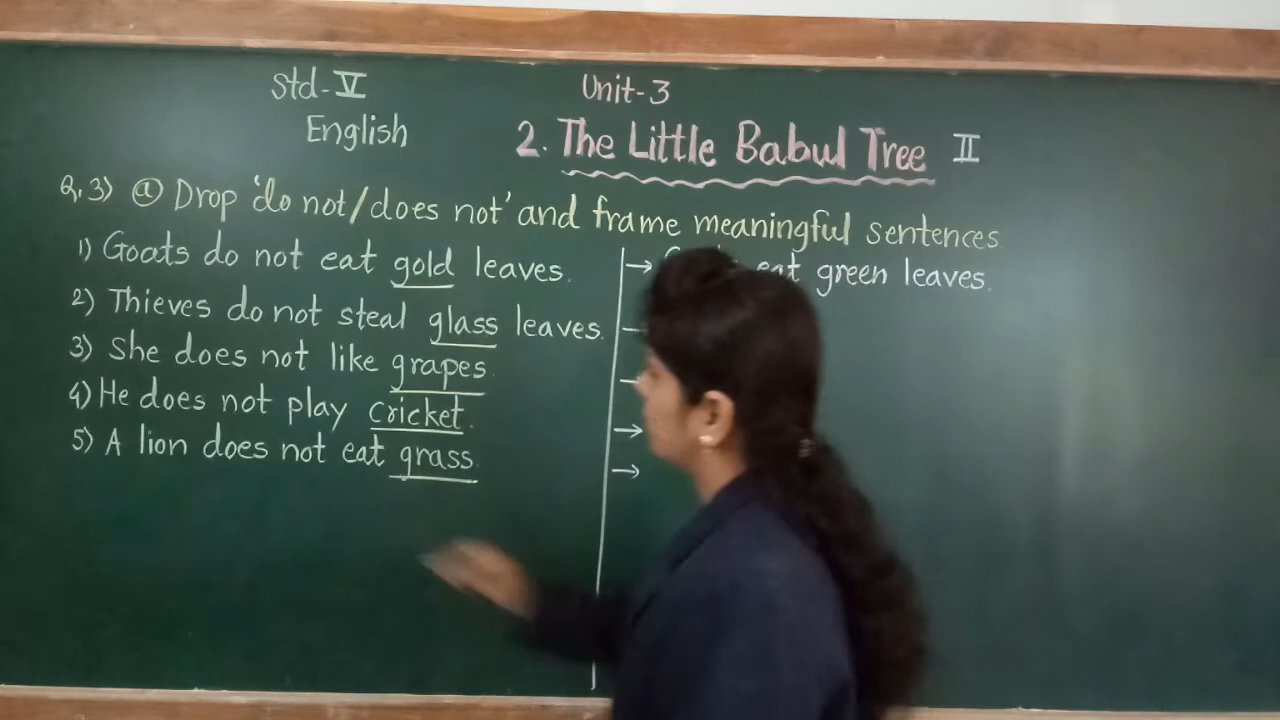 Std-V
English
Unit-3
2. The Little Babul Tree II
Q.3) a Drop 'do not/does not' and frame meaningful sentences
1) Goats do not eat gold leaves.
→ eat green leaves.
2) Thieves do not steal glass leaves.
3) She does not like grapes.
4) He does not play cricket.
→
5) A lion does not eat grass.
→